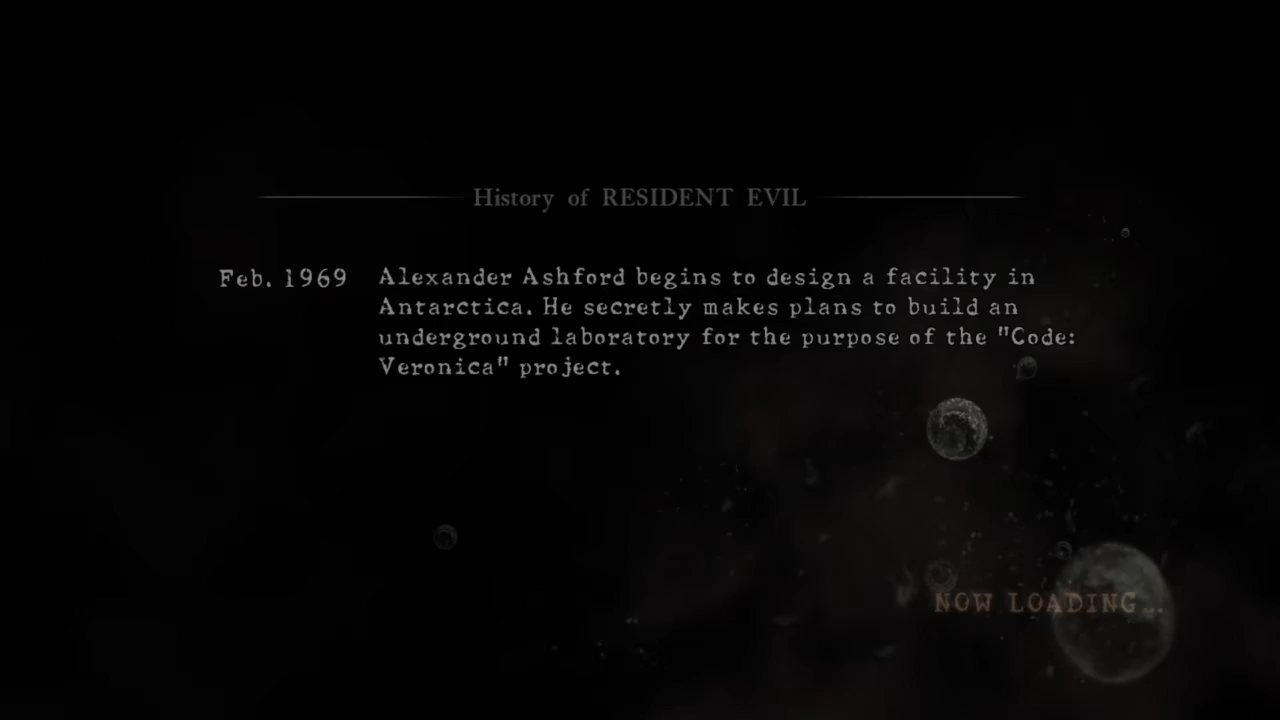 History of RESIDENT EVIL
Feb. 1969 Alexander Ashford begins to design a facility in
Antarctica. He secretly makes plans to build an
underground laboratory for the purpose of the "Code:
Veronica" project.
NOW LOADING...